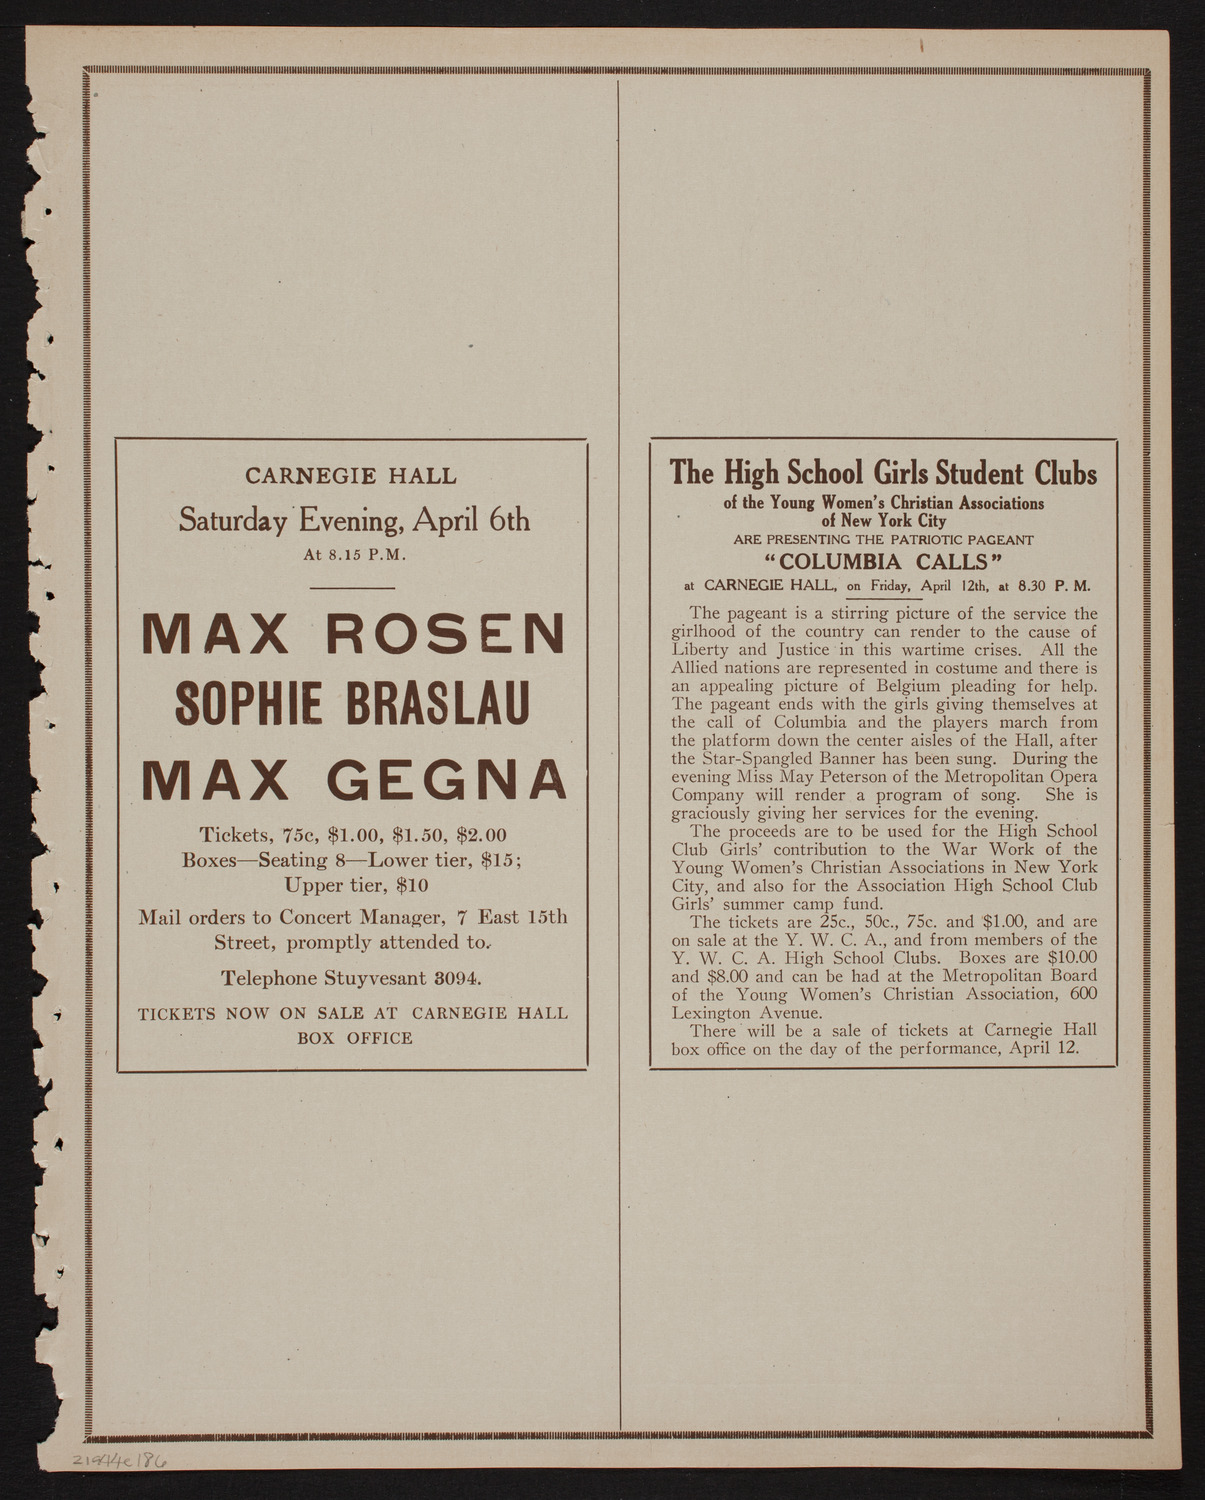 CARNEGIE HALL
Saturday Evening, April 6th
At 8.15 P.M.
MAX ROSEN
SOPHIE BRASLAU
MAX GEGNA
Tickets, 75c, $1.00, $1.50, $2.00
Boxes—Seating 8—Lower tier, $15;
Upper tier, $10
Mail orders to Concert Manager, 7 East 15th
Street, promptly attended to.
Telephone Stuyvesant 3094.
TICKETS NOW ON SALE AT CARNEGIE HALL
BOX OFFICE
The High School Girls Student Clubs
of the Young Women's Christian Associations
of New York City
ARE PRESENTING THE PATRIOTIC PAGEANT
"COLUMBIA CALLS"
at CARNEGIE HALL, on Friday, April 12th, at 8.30 P. M.
The pageant is a stirring picture of the service the
girlhood of the country can render to the cause of
Liberty and Justice in this wartime crises. All the
Allied nations are represented in costume and there is
an appealing picture of Belgium pleading for help.
The pageant ends with the girls giving themselves at
the call of Columbia and the players march from
the platform down the center aisles of the Hall, after
the Star-Spangled Banner has been sung. During the
evening Miss May Peterson of the Metropolitan Opera
Company will render a program of song. She is
graciously giving her services for the evening.
The proceeds are to be used for the High School
Club Girls' contribution to the War Work of the
Young Women's Christian Associations in New York
City, and also for the Association High School Club
Girls' summer camp fund.
The tickets are 25c., 50c., 75c. and $1.00, and are
on sale at the Y. W. C. A., and from members of the
Y. W. C. A. High School Clubs. Boxes are $10.00
and $8.00 and can be had at the Metropolitan Board
of the Young Women's Christian Association, 600
Lexington Avenue.
There will be a sale of tickets at Carnegie Hall
box office on the day of the performance, April 12.